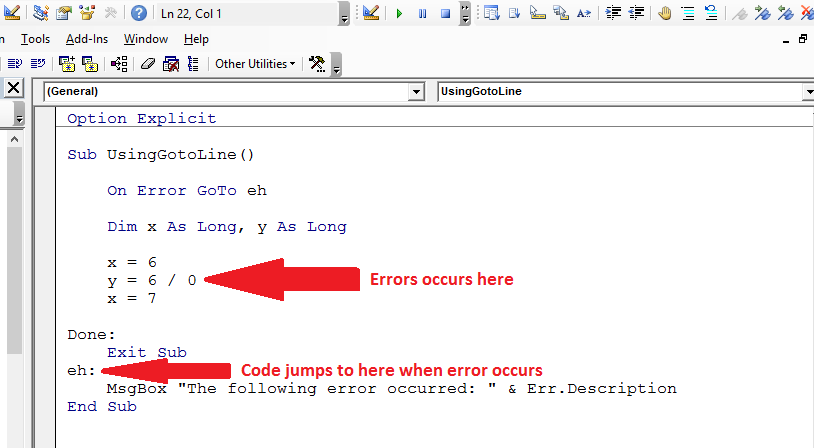 Ln 22, Col 1
n Tools Add-Ins Window Help
Other Utilities
(General) UsingGotoLine
Option Explicit
Sub UsingGotoLine()
On Error GoTo eh
Dim x As Long, y As Long
x = 6
y = 6 / 0 Errors occurs here
x = 7
Done:
Exit Sub
eh: Code jumps to here when error occurs
MsgBox "The following error occurred: " & Err.Description
End Sub